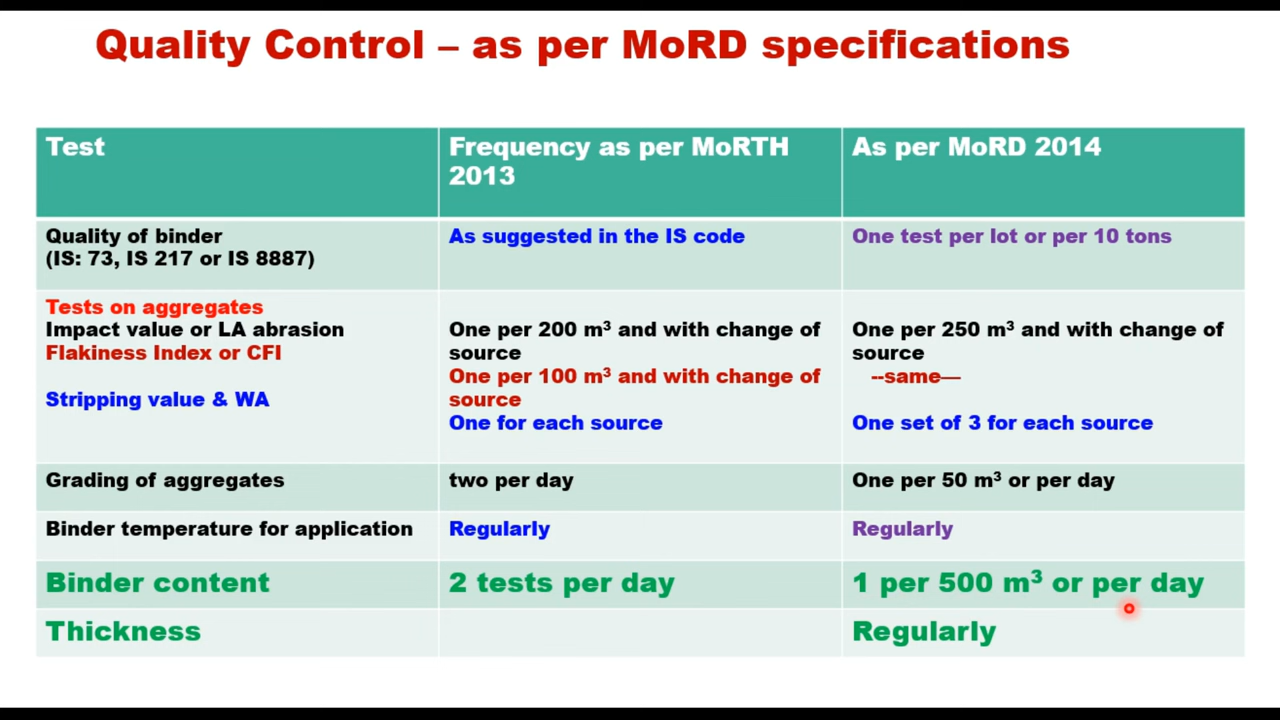 Quality Control – as per MoRD specifications
Test
Frequency as per MoRTH
2013
As per MoRD 2014
Quality of binder
(IS: 73, IS 217 or IS 8887)
As suggested in the IS code
One test per lot or per 10 tons
Tests on aggregates
Impact value or LA abrasion
Flakiness Index or CFI
Stripping value & WA
One per 200 m³ and with change of
source
One per 100 m³ and with change of
source
One for each source
One per 250 m³ and with change of
source
--same—
One set of 3 for each source
Grading of aggregates
two per day
One per 50 m³ or per day
Binder temperature for application
Regularly
Regularly
Binder content
2 tests per day
1 per 500 m³ or per day
Thickness
Regularly